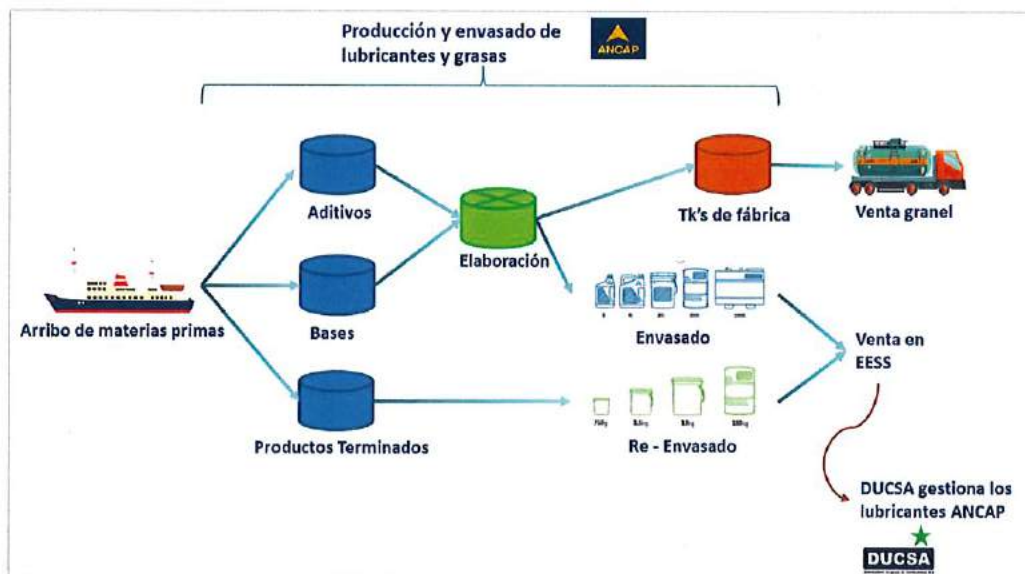 Producción y envasado de
lubricantes y grasas
ANCAP
Aditivos
Elaboración
Tk's de fábrica
Venta granel
Arribo de materias primas
Bases
Envasado
Venta en
EESS
Productos Terminados
Re - Envasado
DUCSA gestiona los
lubricantes ANCAP
DUCSA